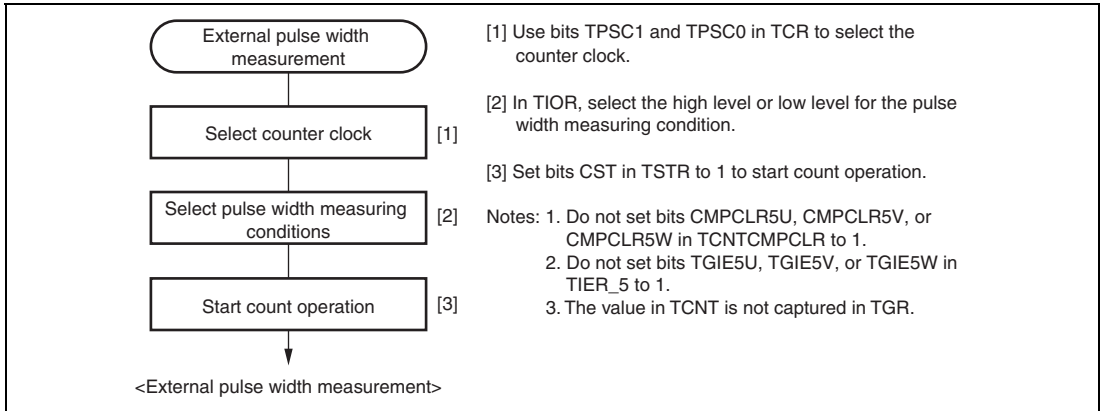 External pulse width
measurement
Select counter clock
[1]
Select pulse width measuring
conditions
[2]
Start count operation
[3]
<External pulse width measurement>
[1] Use bits TPSC1 and TPSC0 in TCR to select the
counter clock.
[2] In TIOR, select the high level or low level for the pulse
width measuring condition.
[3] Set bits CST in TSTR to 1 to start count operation.
Notes: 1. Do not set bits CMPCLR5U, CMPCLR5V, or
CMPCLR5W in TCNTCMPCLR to 1.
2. Do not set bits TGIE5U, TGIE5V, or TGIE5W in
TIER_5 to 1.
3. The value in TCNT is not captured in TGR.